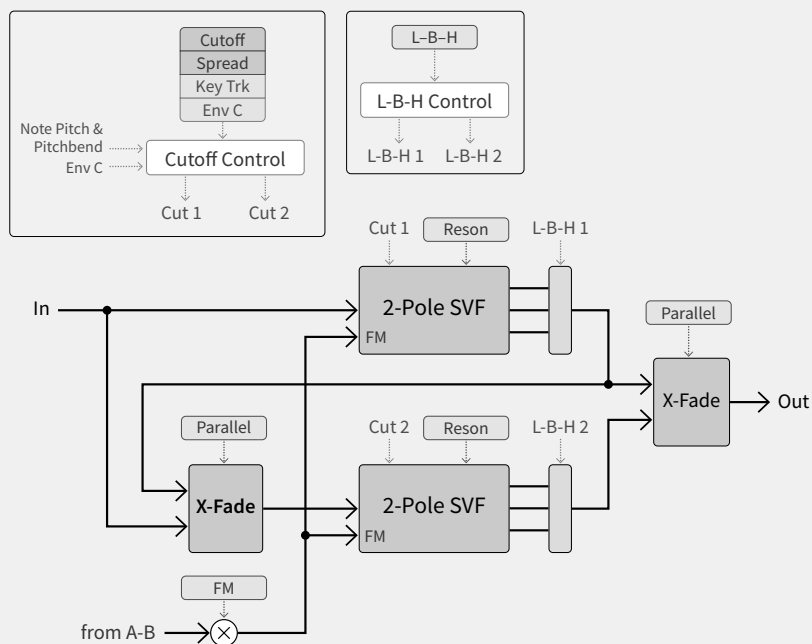 Cutoff
Spread
Key Trk
Env C
Note Pitch &
Pitchbend
Env C
Cutoff Control
Cut 1
Cut 2
L–B–H
L-B-H Control
L-B-H 1
L-B-H 2
Cut 1
Reson
L-B-H 1
In
2-Pole SVF
FM
Parallel
X-Fade
Out
Parallel
Cut 2
Reson
L-B-H 2
X-Fade
2-Pole SVF
FM
FM
from A-B